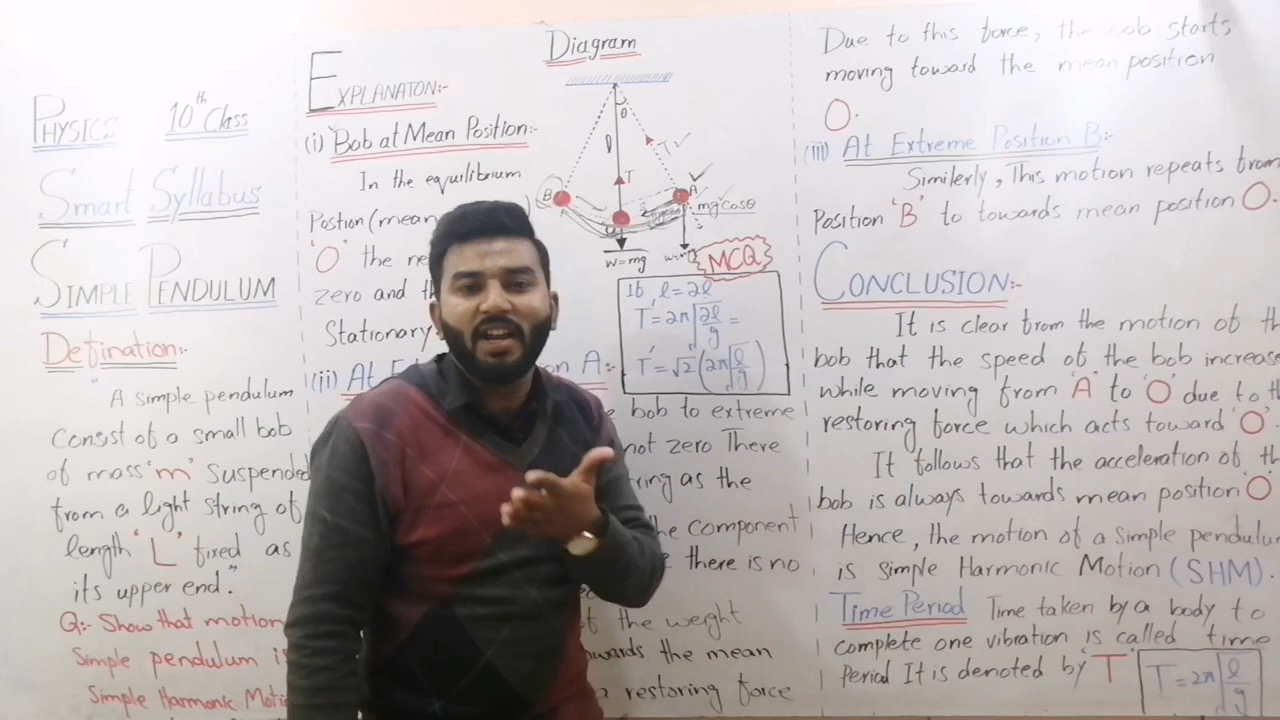 PHYSICS 10th Class
Smart Syllabus
SIMPLE PENDULUM
Defination:-
"A simple pendulum
consist of a small bob
of mass 'm' suspended
from a light string of
length 'L' fixed as
its upper end."
Q:- Show that motion
Simple pendulum is
Simple Harmonic Motio
EXPLANATON:-
(i) Bob at Mean Position:-
In the equilibrium
Postion (mean
'O' the ne
zero and th
Stationary.
(ii) At Ex on A:-
bob to extreme
not zero There
ring as the
the component
there is no
of the weight
owards the mean
restoring force
Diagram
θ
l
T
T
B
A
mg Cosθ
w=mg
MCQ
If, l=2l
T'=2π√2l/g =
T'=√2(2π√l/g)
Due to this force, the bob starts
moving toward the mean position
O.
(iii) At Extreme Position B:-
Similerly, This motion repeats from
Position 'B' to towards mean position O.
CONCLUSION:-
It is clear from the motion of th
bob that the speed of the bob increase
while moving from 'A' to 'O' due to th
restoring force which acts toward 'O'.
It follows that the acceleration of th
bob is always towards mean position 'O'
Hence, the motion of a simple pendulum
is simple Harmonic Motion (SHM).
Time Period Time taken by a body to
complete one vibration is called time
Period It is denoted by 'T'
T=2π√l/g